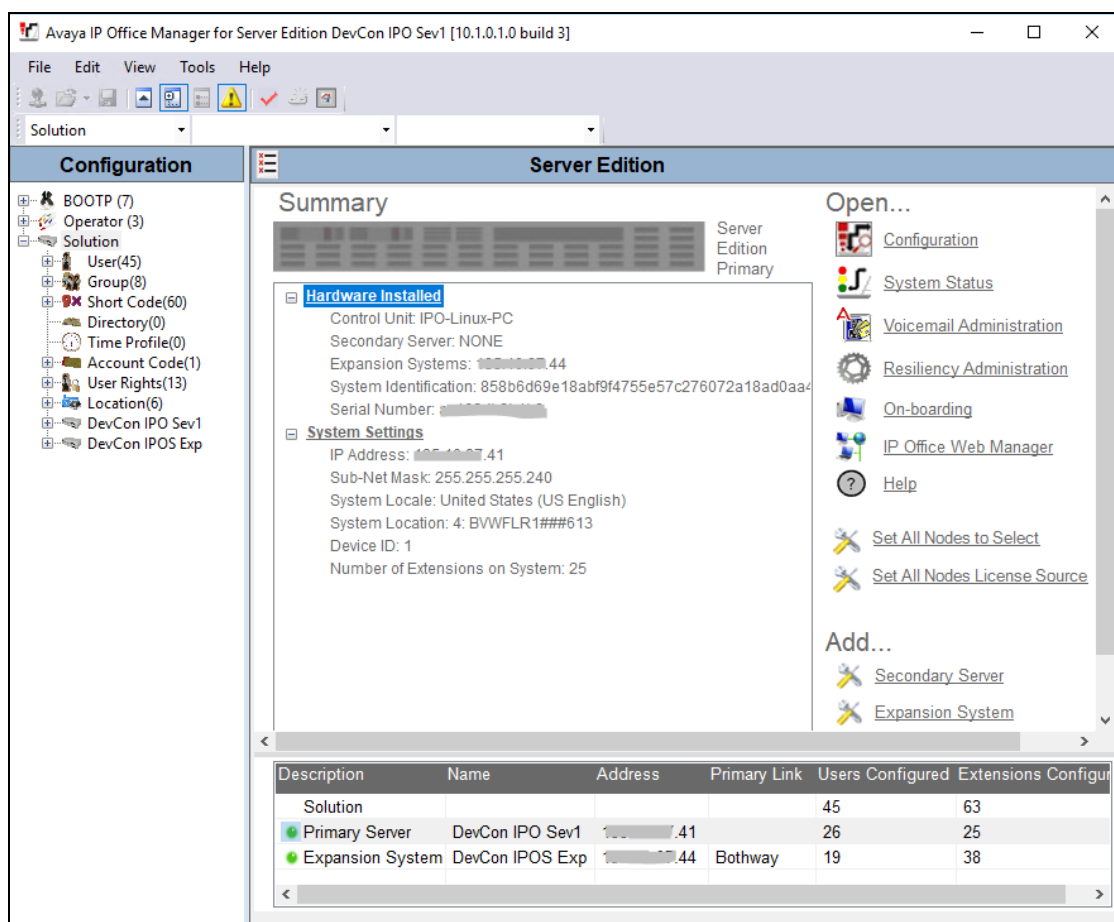 Avaya IP Office Manager for Server Edition DevCon IPO Sev1 [10.1.0.1.0 build 3]
File Edit View Tools Help
Solution
Configuration
Server Edition
BOOTP (7)
Operator (3)
Solution
User(45)
Group(8)
Short Code(60)
Directory(0)
Time Profile(0)
Account Code(1)
User Rights(13)
Location(6)
DevCon IPO Sev1
DevCon IPOS Exp
Summary
Server
Edition
Primary
Hardware Installed
Control Unit: IPO-Linux-PC
Secondary Server: NONE
Expansion Systems: .44
System Identification: 858b6d69e18abf9f4755e57c276072a18ad0aa4
Serial Number:
System Settings
IP Address: .41
Sub-Net Mask: 255.255.255.240
System Locale: United States (US English)
System Location: 4: BVWFLR1###613
Device ID: 1
Number of Extensions on System: 25
Open...
Configuration
System Status
Voicemail Administration
Resiliency Administration
On-boarding
IP Office Web Manager
Help
Set All Nodes to Select
Set All Nodes License Source
Add...
Secondary Server
Expansion System
Description Name Address Primary Link Users Configured Extensions Configur
Solution 45 63
Primary Server DevCon IPO Sev1 .41 26 25
Expansion System DevCon IPOS Exp .44 Bothway 19 38